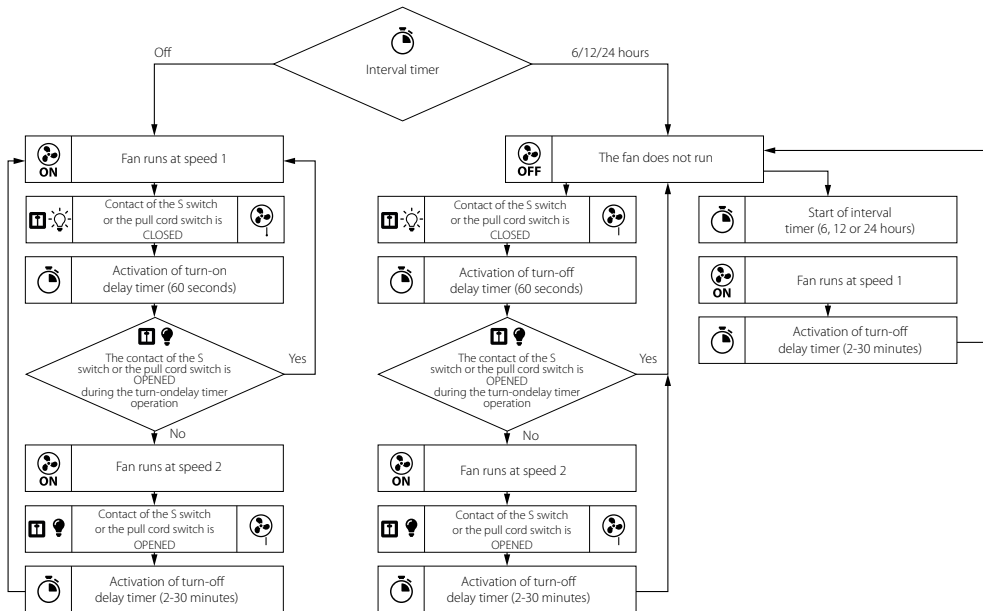 Interval timer
Off
6/12/24 hours
ON
Fan runs at speed 1
Contact of the S switch
or the pull cord switch is
CLOSED
Activation of turn-on
delay timer (60 seconds)
The contact of the S
switch or the pull cord switch is
OPENED
during the turn-ondelay timer
operation
Yes
No
ON
Fan runs at speed 2
Contact of the S switch
or the pull cord switch is
OPENED
Activation of turn-off
delay timer (2-30 minutes)
OFF
The fan does not run
Contact of the S switch
or the pull cord switch is
CLOSED
Activation of turn-off
delay timer (60 seconds)
The contact of the S
switch or the pull cord switch is
OPENED
during the turn-ondelay timer
operation
Yes
No
ON
Fan runs at speed 2
Contact of the S switch
or the pull cord switch is
OPENED
Activation of turn-off
delay timer (2-30 minutes)
Start of interval
timer (6, 12 or 24 hours)
ON
Fan runs at speed 1
Activation of turn-off
delay timer (2-30 minutes)